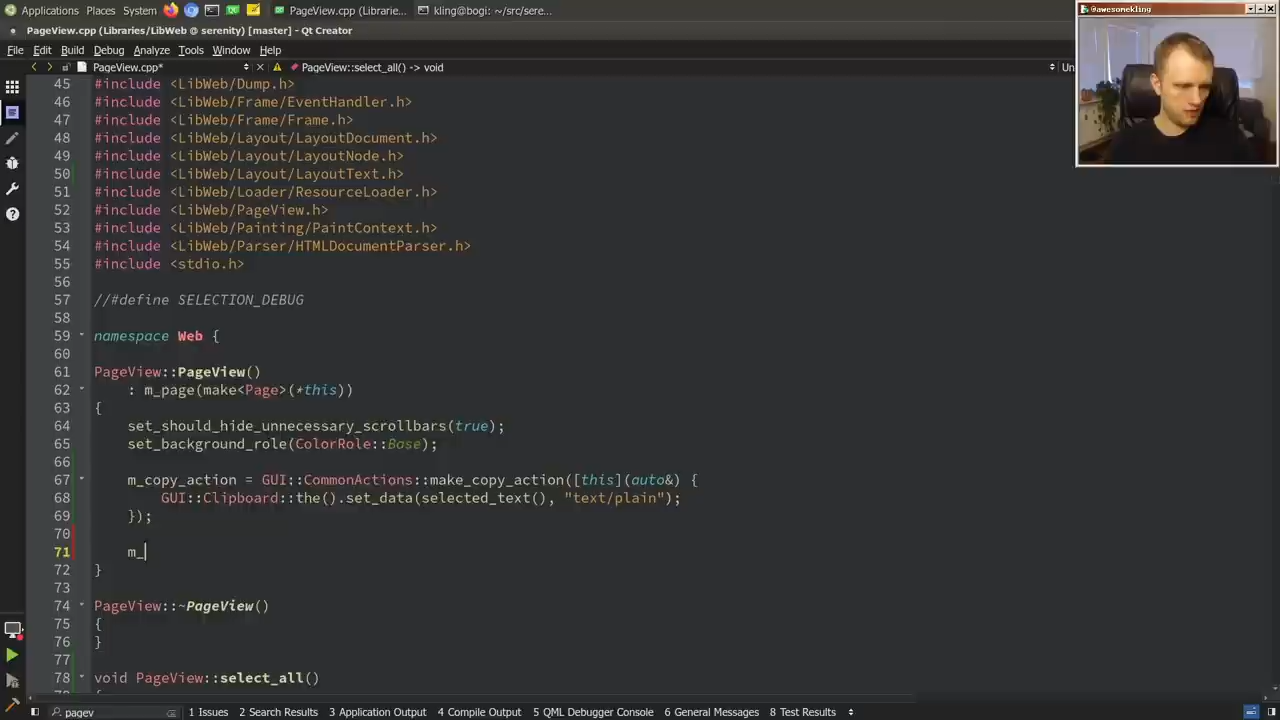 Applications Places System PageView.cpp (Librarie... kling@bogi: ~/src/sere...
@awesomekling
PageView.cpp (Libraries/LibWeb @ serenity) [master] - Qt Creator
File Edit Build Debug Analyze Tools Window Help
PageView.cpp* PageView::select_all() -> void Un
45 #include <LibWeb/Dump.h>
46 #include <LibWeb/Frame/EventHandler.h>
47 #include <LibWeb/Frame/Frame.h>
48 #include <LibWeb/Layout/LayoutDocument.h>
49 #include <LibWeb/Layout/LayoutNode.h>
50 #include <LibWeb/Layout/LayoutText.h>
51 #include <LibWeb/Loader/ResourceLoader.h>
52 #include <LibWeb/PageView.h>
53 #include <LibWeb/Painting/PaintContext.h>
54 #include <LibWeb/Parser/HTMLDocumentParser.h>
55 #include <stdio.h>
56
57 //#define SELECTION_DEBUG
58
59 namespace Web {
60
61 PageView::PageView()
62 : m_page(make<Page>(*this))
63 {
64 set_should_hide_unnecessary_scrollbars(true);
65 set_background_role(ColorRole::Base);
66
67 m_copy_action = GUI::CommonActions::make_copy_action([this](auto&) {
68 GUI::Clipboard::the().set_data(selected_text(), "text/plain");
69 });
70
71 m_
72 }
73
74 PageView::~PageView()
75 {
76 }
77
78 void PageView::select_all()
pagev 1 Issues 2 Search Results 3 Application Output 4 Compile Output 5 QML Debugger Console 6 General Messages 8 Test Results